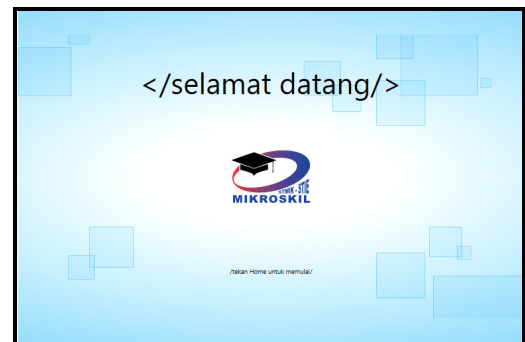 </selamat datang/>
STMIK - STIE
MIKROSKIL
/tekan Home untuk memulai/